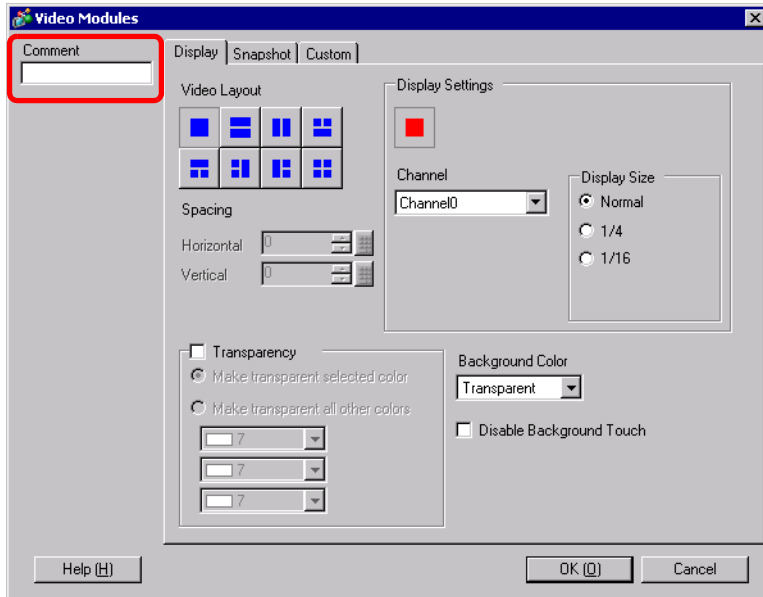 Video Modules
Comment
Display Snapshot Custom
Video Layout
Display Settings
Channel
Channel0
Display Size
Normal
1/4
1/16
Spacing
Horizontal 0
Vertical 0
Transparency
Make transparent selected color
Make transparent all other colors
7
7
7
Background Color
Transparent
Disable Background Touch
Help (H)
OK (O)
Cancel